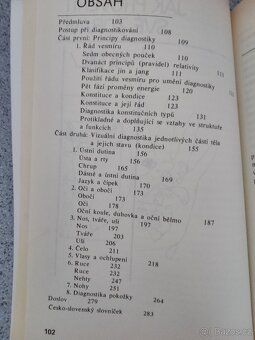 OBSAH
Předmluva 103
Postup při diagnostikování 108
Část první: Principy diagnostiky 109
1. Řád vesmíru 110
Sedm obecných pouček 110
Dvanáct principů (pravidel) relativity 110
Klasifikace jin a jang 112
Použití řádu vesmíru pro umění diagnostiky
Pět fází proměny energie 120
Konstituce a kondice 123
Konstituce a její řád 123
Diagnostika konstitučních typů 131
Protikladné a doplňující se vztahy ve struktuře
a funkcích 135
Část druhá: Vizuální diagnostika jednotlivých částí těla
a jejich stavu (kondice) 155
1. Ústní dutina 156
Ústa a rty 156
Chrup 165
Dásně a ústní dutina 169
Jazyk a čípek 170
2. Oči a obočí 173
Obočí 173
Oči 178
Oční koule, duhovka a oční bělmo 187
3. Nos, tváře, uši 197
Nos 197
Tváře 203
Uši 206
4. Čelo 211
5. Vlasy a ochlupení 218
6. Ruce 232
Ruce 232
Nehty 247
7. Nohy 251
8. Diagnostika pokožky 264
Doslov 279
Česko-slovenský slovníček 283
102